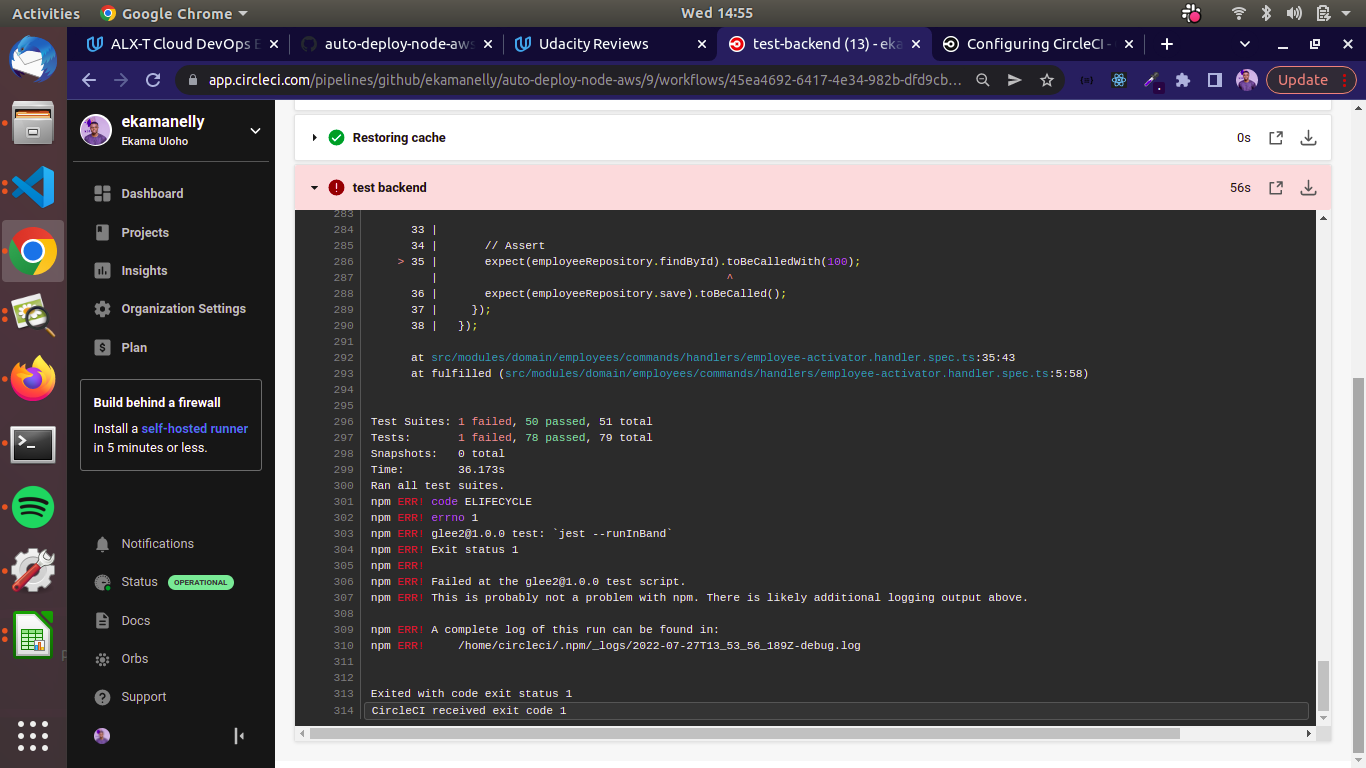 Activities Google Chrome Wed 14:55
ALX-T Cloud DevOps E auto-deploy-node-aws Udacity Reviews test-backend (13) - eka Configuring CircleCI -
app.circleci.com/pipelines/github/ekamanelly/auto-deploy-node-aws/9/workflows/45ea4692-6417-4e34-982b-dfd9cb… Update
ekamanelly
Ekama Uloho
Dashboard
Projects
Insights
Organization Settings
Plan
Build behind a firewall
Install a self-hosted runner
in 5 minutes or less.
Notifications
Status OPERATIONAL
Docs
Orbs
Support
Restoring cache 0s
test backend 56s
283
284 33 |
285 34 | // Assert
286 > 35 | expect(employeeRepository.findById).toBeCalledWith(100);
287 | ^
288 36 | expect(employeeRepository.save).toBeCalled();
289 37 | });
290 38 | });
291
292 at src/modules/domain/employees/commands/handlers/employee-activator.handler.spec.ts:35:43
293 at fulfilled (src/modules/domain/employees/commands/handlers/employee-activator.handler.spec.ts:5:58)
294
295
296 Test Suites: 1 failed, 50 passed, 51 total
297 Tests: 1 failed, 78 passed, 79 total
298 Snapshots: 0 total
299 Time: 36.173s
300 Ran all test suites.
301 npm ERR! code ELIFECYCLE
302 npm ERR! errno 1
303 npm ERR! glee2@1.0.0 test: `jest --runInBand`
304 npm ERR! Exit status 1
305 npm ERR!
306 npm ERR! Failed at the glee2@1.0.0 test script.
307 npm ERR! This is probably not a problem with npm. There is likely additional logging output above.
308
309 npm ERR! A complete log of this run can be found in:
310 npm ERR! /home/circleci/.npm/_logs/2022-07-27T13_53_56_189Z-debug.log
311
312
313 Exited with code exit status 1
314 CircleCI received exit code 1